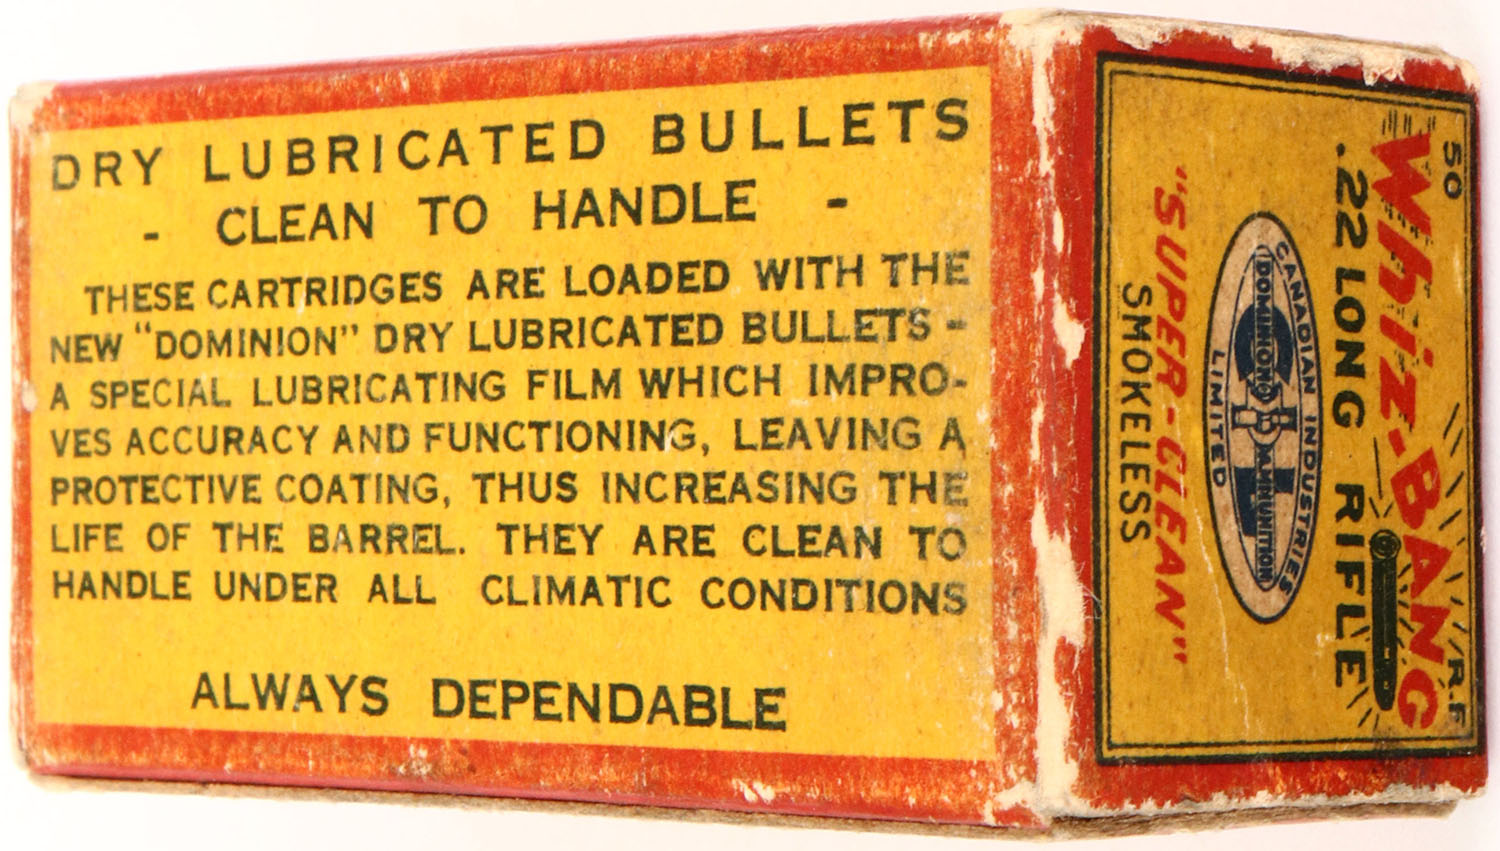 DRY LUBRICATED BULLETS
- CLEAN TO HANDLE -
THESE CARTRIDGES ARE LOADED WITH THE
NEW "DOMINION" DRY LUBRICATED BULLETS -
A SPECIAL LUBRICATING FILM WHICH IMPRO-
VES ACCURACY AND FUNCTIONING, LEAVING A
PROTECTIVE COATING, THUS INCREASING THE
LIFE OF THE BARREL. THEY ARE CLEAN TO
HANDLE UNDER ALL CLIMATIC CONDITIONS
ALWAYS DEPENDABLE
50 R.F
Whiz-BANG
.22 LONG RIFLE
CANADIAN INDUSTRIES
DOMINION CIL AMMUNITION
LIMITED
"SUPER-CLEAN"
SMOKELESS